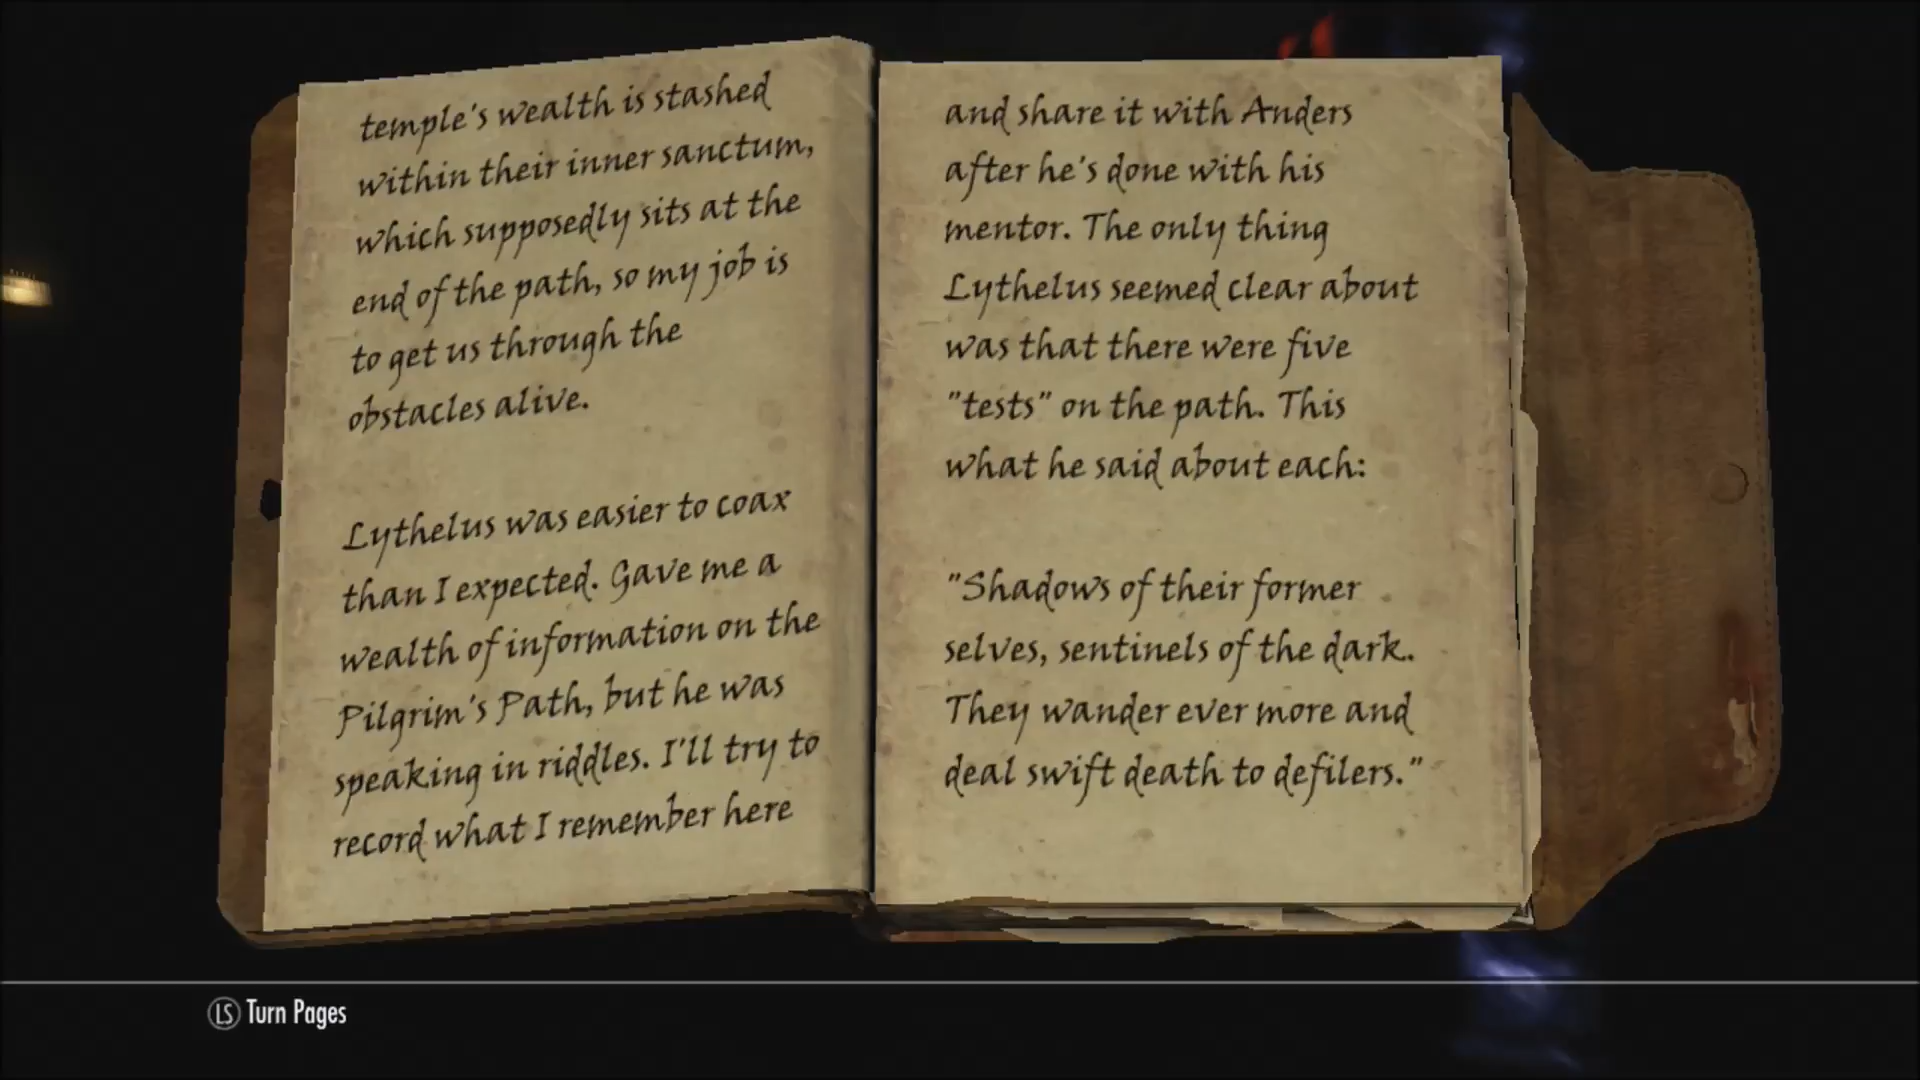 temple's wealth is stashed
within their inner sanctum,
which supposedly sits at the
end of the path, so my job is
to get us through the
obstacles alive.
Lythelus was easier to coax
than I expected. Gave me a
wealth of information on the
Pilgrim's Path, but he was
speaking in riddles. I'll try to
record what I remember here
and share it with Anders
after he's done with his
mentor. The only thing
Lythelus seemed clear about
was that there were five
"tests" on the path. This
what he said about each:
"Shadows of their former
selves, sentinels of the dark.
They wander ever more and
deal swift death to defilers."
LS Turn Pages